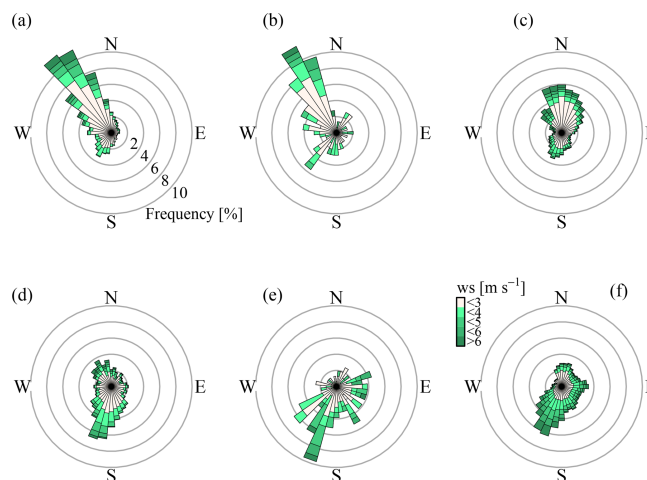 (a)
N
W
E
S
2
4
6
8
10
Frequency [%]
(b)
N
W
E
S
(c)
N
W
S
(d)
N
W
E
S
(e)
N
W
E
S
ws [m s⁻¹]
<3
<4
<5
<6
>6
(f)
N
W
S